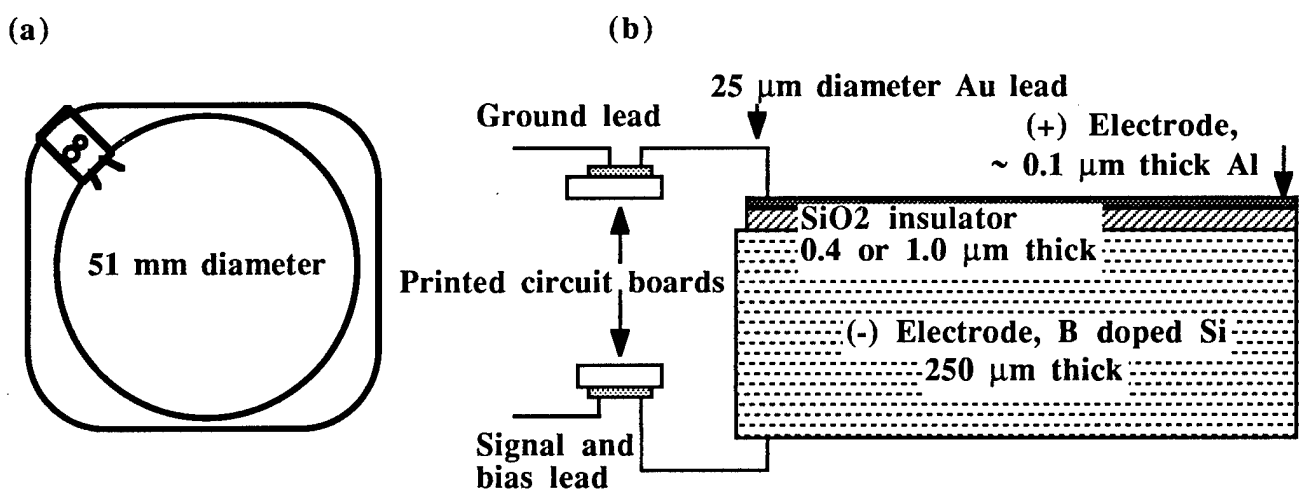 (a)
51 mm diameter
(b)
25 μm diameter Au lead
Ground lead
(+) Electrode,
~ 0.1 μm thick Al
SiO2 insulator
0.4 or 1.0 μm thick
Printed circuit boards
(-) Electrode, B doped Si
250 μm thick
Signal and
bias lead